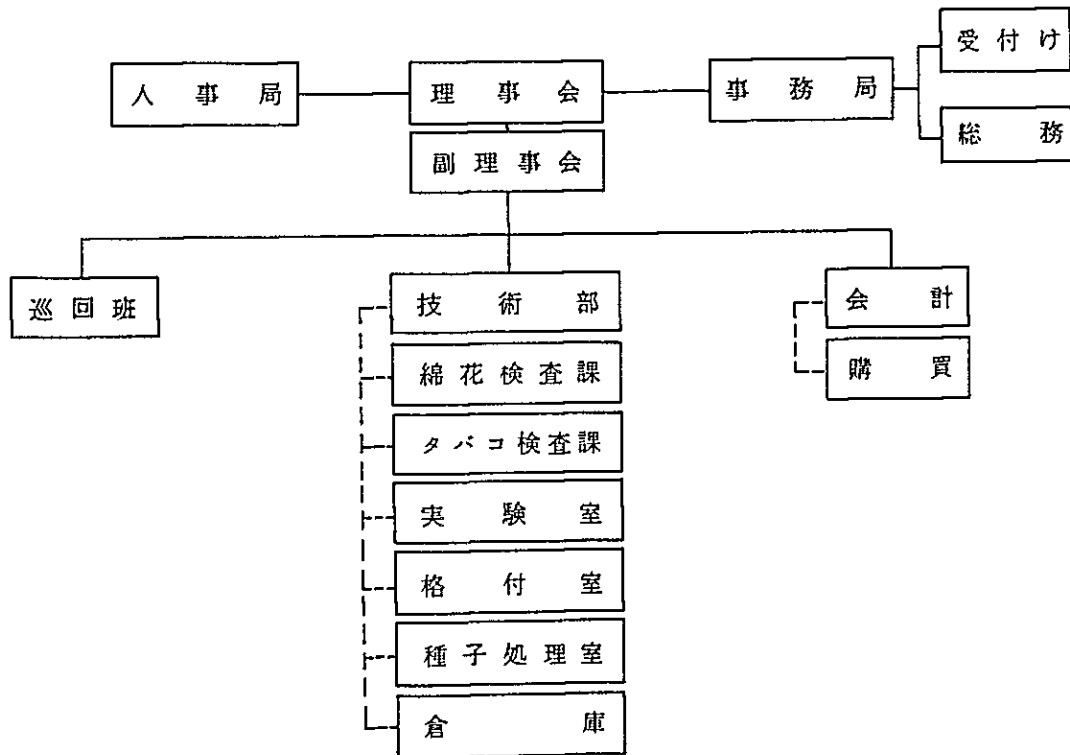 受付け
人事局
理事会
事務局
総務
副理事会
巡回班
技術部
会計
綿花検査課
購買
タバコ検査課
実験室
格付室
種子処理室
倉庫